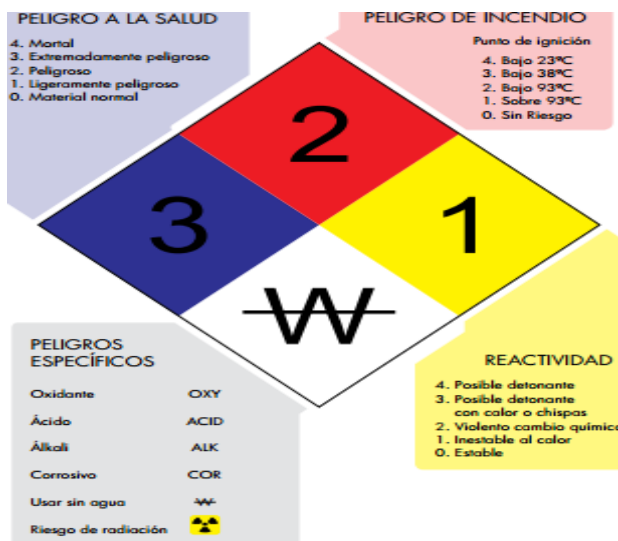 PELIGRO A LA SALUD
4. Mortal
3. Extremadamente peligroso
2. Peligroso
1. Ligeramente peligroso
0. Material normal
PELIGRO DE INCENDIO
Punto de ignición
4. Bajo 23ºC
3. Bajo 38ºC
2. Bajo 93ºC
1. Sobre 93ºC
0. Sin Riesgo
2
3
1
W
PELIGROS
ESPECÍFICOS
Oxidante OXY
Ácido ACID
Álkali ALK
Corrosivo COR
Usar sin agua W
Riesgo de radiación
REACTIVIDAD
4. Posible detonante
3. Posible detonante
con calor o chispas
2. Violento cambio químico
1. Inestable al calor
0. Estable